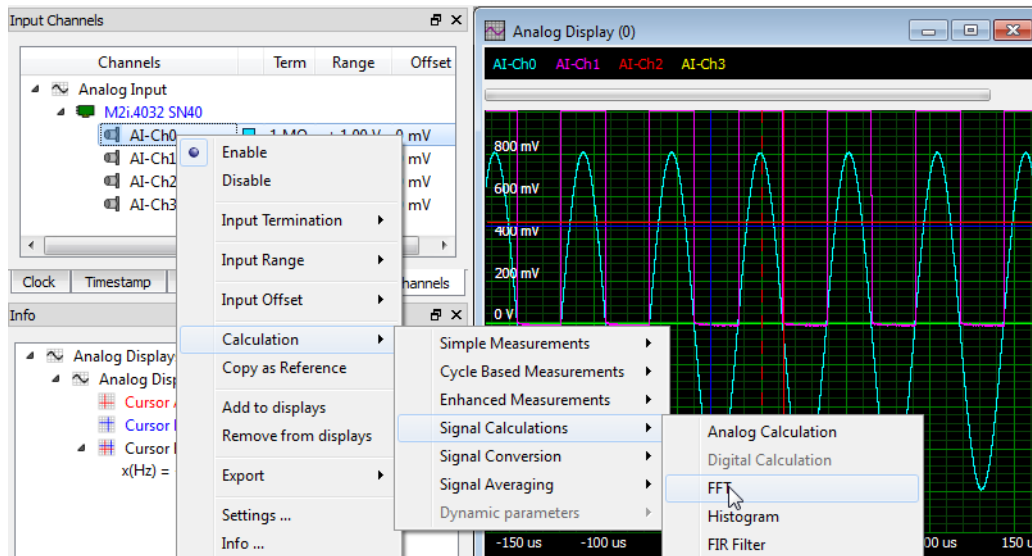 Input Channels
Channels Term Range Offset
Analog Input
M2i.4032 SN40
AI-Ch0 1 MΩ ± 1.00 V 0 mV
AI-Ch1 mV
AI-Ch2 mV
AI-Ch3 mV
Clock Timestamp hannels
Info
Analog Display
Analog Disp
Cursor
Cursor
Cursor
x(Hz) =
Enable
Disable
Input Termination
Input Range
Input Offset
Calculation
Copy as Reference
Add to displays
Remove from displays
Export
Settings ...
Info ...
Simple Measurements
Cycle Based Measurements
Enhanced Measurements
Signal Calculations
Signal Conversion
Signal Averaging
Dynamic parameters
Analog Calculation
Digital Calculation
FFT
Histogram
FIR Filter
Analog Display (0)
AI-Ch0 AI-Ch1 AI-Ch2 AI-Ch3
800 mV
600 mV
400 mV
200 mV
0 V
-150 us -100 us 00 us 150 u